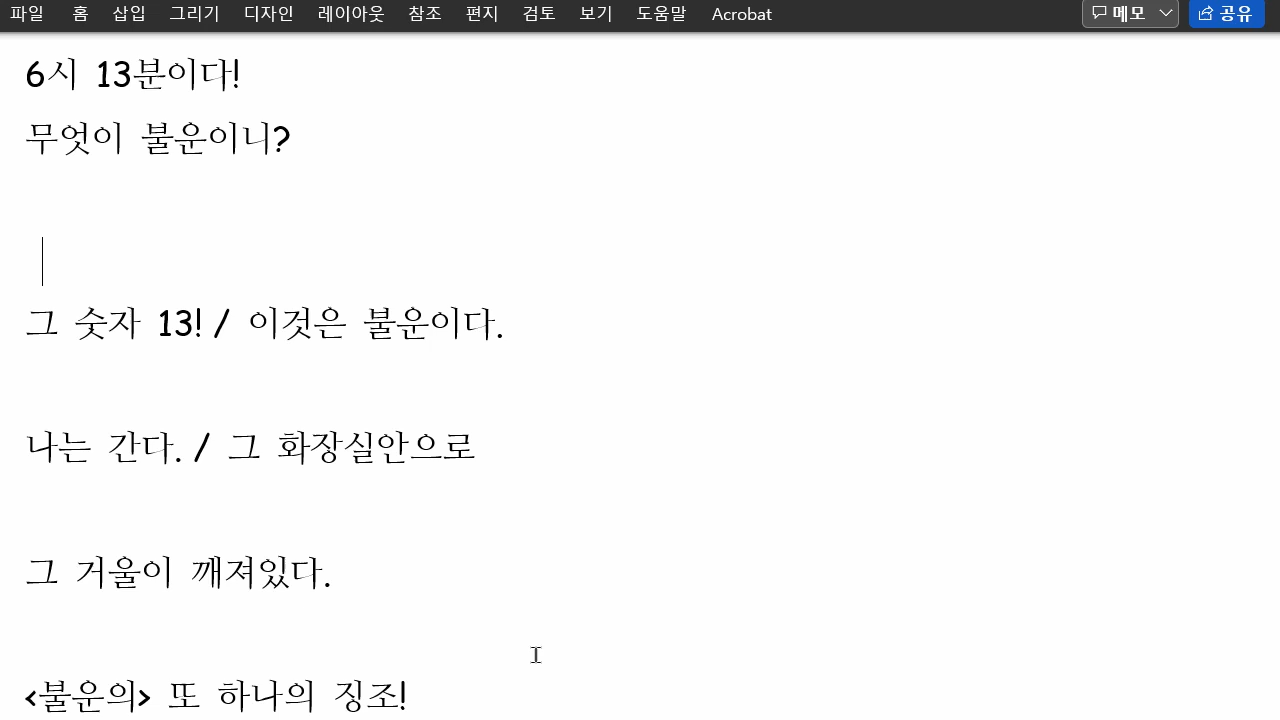 파일 홈 삽입 그리기 디자인 레이아웃 참조 편지 검토 보기 도움말 Acrobat 메모 공유
6시 13분이다!
무엇이 불운이니?
그 숫자 13! / 이것은 불운이다.
나는 간다. / 그 화장실안으로
그 거울이 깨져있다.
<불운의> 또 하나의 징조!